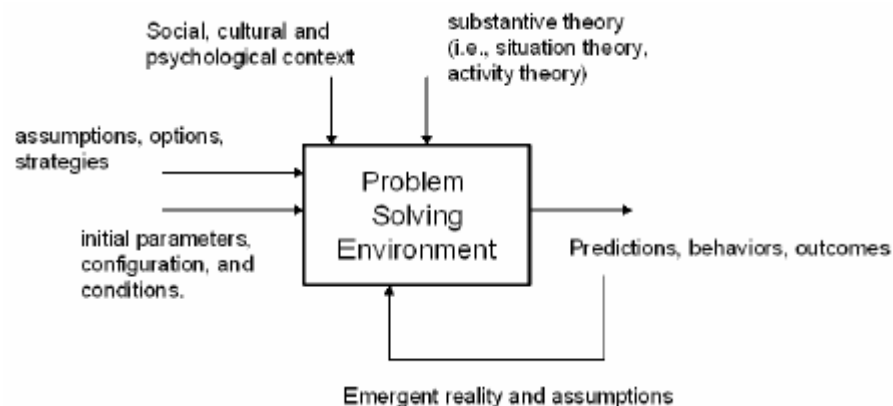 Social, cultural and
psychological context
substantive theory
(i.e., situation theory,
activity theory)
assumptions, options,
strategies
Problem
Solving
Environment
initial parameters,
configuration, and
conditions.
Predictions, behaviors, outcomes
Emergent reality and assumptions